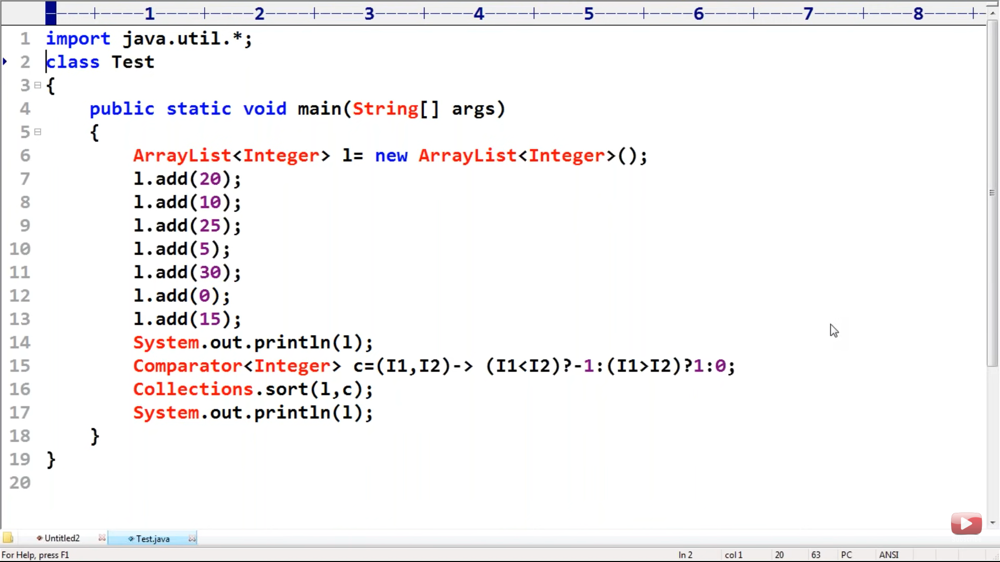 1 2 3 4 5 6 7 8
1 import java.util.*;
2 class Test
3 {
4 public static void main(String[] args)
5 {
6 ArrayList<Integer> l= new ArrayList<Integer>();
7 l.add(20);
8 l.add(10);
9 l.add(25);
10 l.add(5);
11 l.add(30);
12 l.add(0);
13 l.add(15);
14 System.out.println(l);
15 Comparator<Integer> c=(I1,I2)-> (I1<I2)?-1:(I1>I2)?1:0;
16 Collections.sort(l,c);
17 System.out.println(l);
18 }
19 }
20
Untitled2 Test.java
For Help, press F1 ln 2 col 1 20 63 PC ANSI